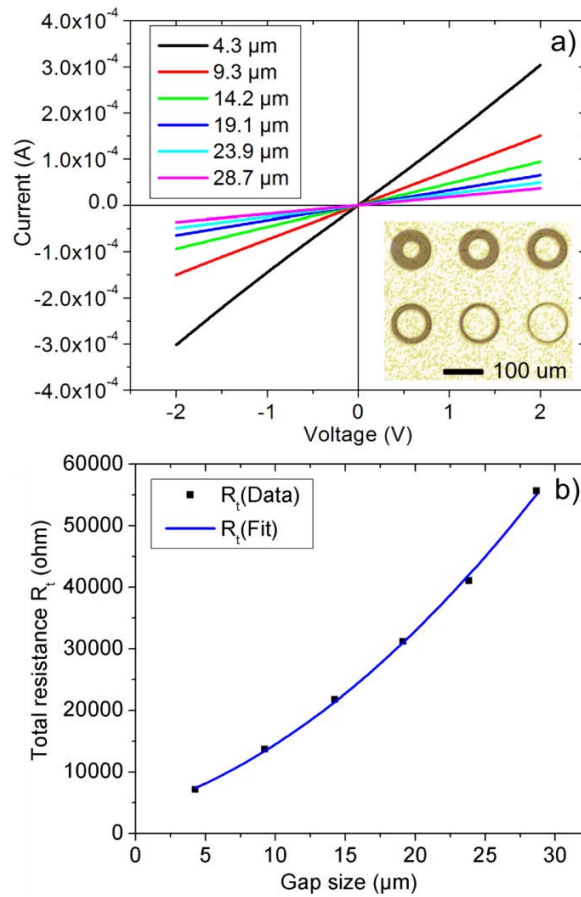 4.0x10⁻⁴
a)
4.3 µm
3.0x10⁻⁴
9.3 µm
14.2 µm
2.0x10⁻⁴
19.1 µm
23.9 µm
1.0x10⁻⁴
28.7 µm
0.0
-1.0x10⁻⁴
-2.0x10⁻⁴
-3.0x10⁻⁴
100 um
-4.0x10⁻⁴
Current (A)
-2 -1 0 1 2
Voltage (V)
60000
b)
Rₜ(Data)
50000
Rₜ(Fit)
40000
30000
20000
10000
0
Total resistance Rₜ (ohm)
0 5 10 15 20 25 30
Gap size (µm)